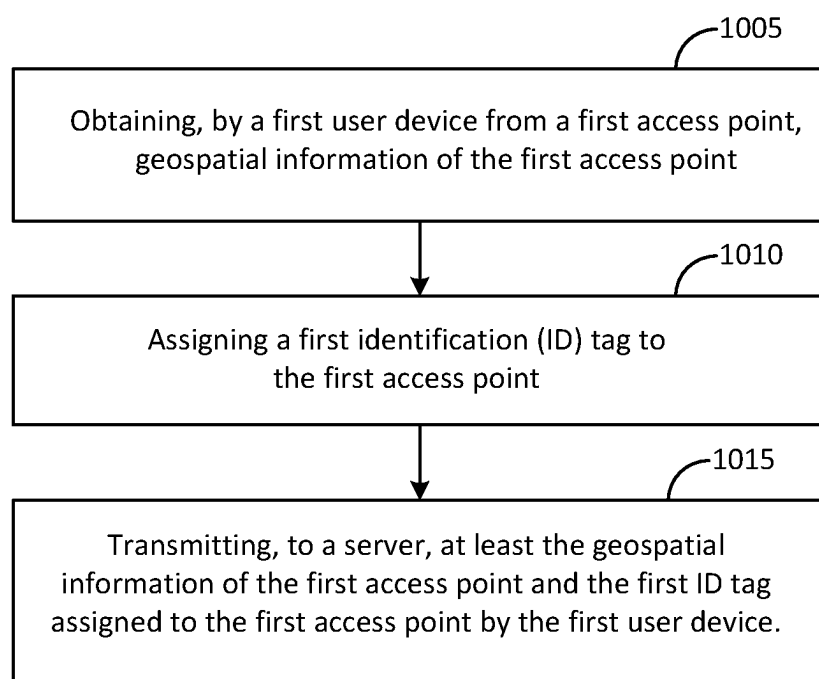 1005
Obtaining, by a first user device from a first access point,
geospatial information of the first access point
1010
Assigning a first identification (ID) tag to
the first access point
1015
Transmitting, to a server, at least the geospatial
information of the first access point and the first ID tag
assigned to the first access point by the first user device.